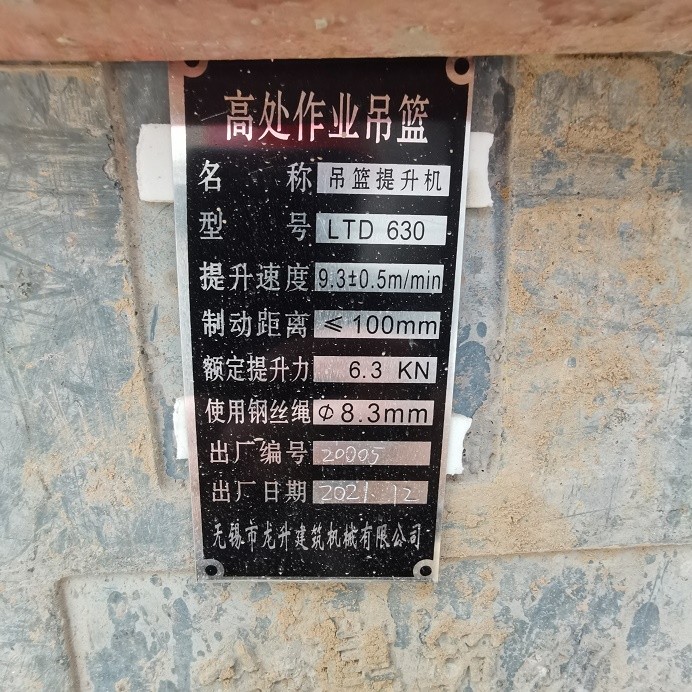 高处作业吊篮
名 称 吊篮提升机
型 号 LTD 630
提升速度 9.3±0.5m/min
制动距离 ≤100mm
额定提升力 6.3 KN
使用钢丝绳 Φ8.3mm
出厂编号 20005
出厂日期 2021.12
无锡市龙升建筑机械有限公司